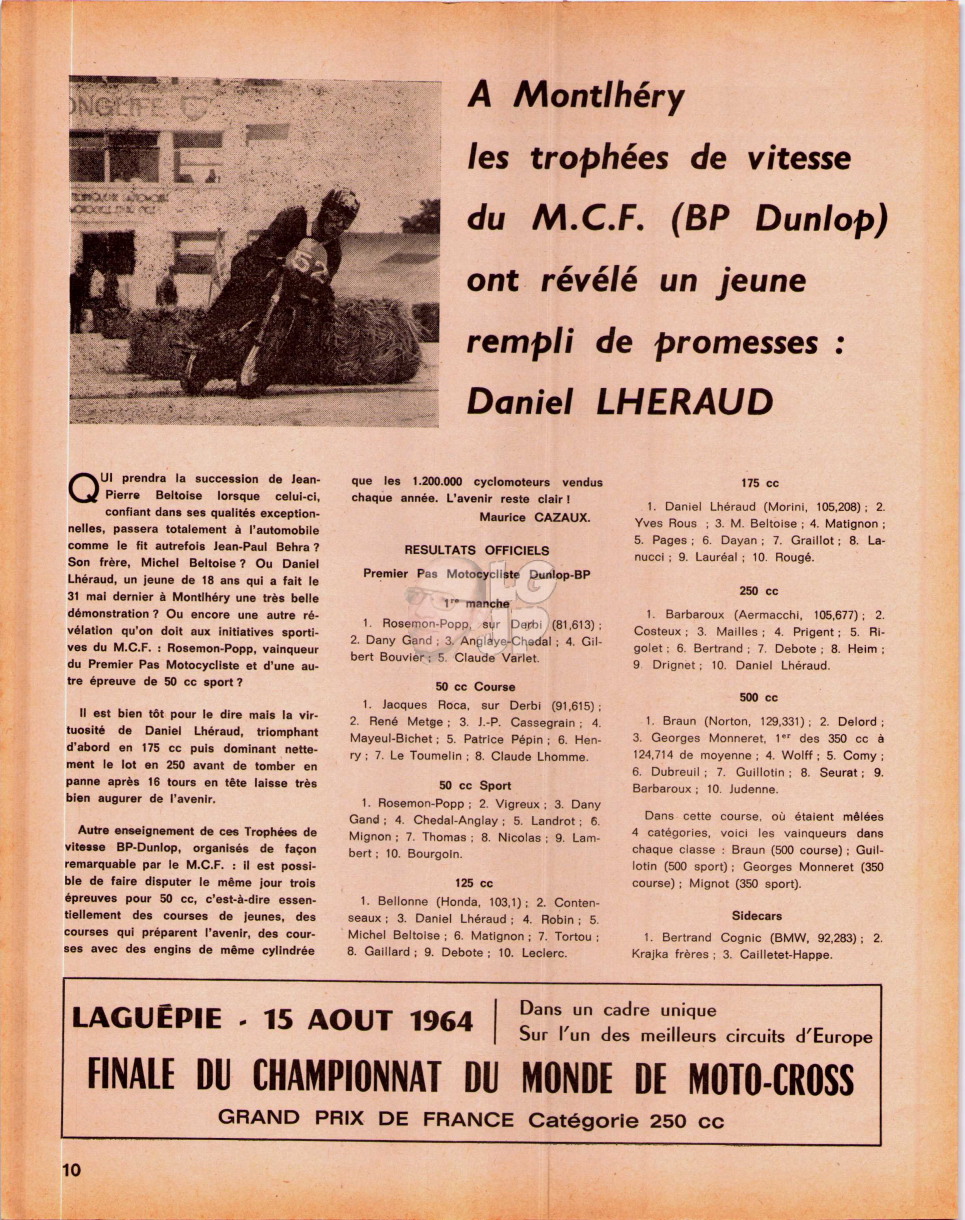 ONGLIFE
A Montlhéry
les trophées de vitesse
du M.C.F. (BP Dunlop)
ont révélé un jeune
rempli de promesses :
Daniel LHERAUD
52
QUI prendra la succession de Jean-
Pierre Beltoise lorsque celui-ci,
confiant dans ses qualités exception-
nelles, passera totalement à l'automobile
comme le fit autrefois Jean-Paul Behra ?
Son frère, Michel Beltoise ? Ou Daniel
Lhéraud, un jeune de 18 ans qui a fait le
31 mai dernier à Montlhéry une très belle
démonstration ? Ou encore une autre ré-
vélation qu'on doit aux initiatives sporti-
ves du M.C.F. : Rosemon-Popp, vainqueur
du Premier Pas Motocycliste et d'une au-
tre épreuve de 50 cc sport ?
Il est bien tôt pour le dire mais la vir-
tuosité de Daniel Lhéraud, triomphant
d'abord en 175 cc puis dominant nette-
ment le lot en 250 avant de tomber en
panne après 16 tours en tête laisse très
bien augurer de l'avenir.
Autre enseignement de ces Trophées de
vitesse BP-Dunlop, organisés de façon
remarquable par le M.C.F. : il est possi-
ble de faire disputer le même jour trois
épreuves pour 50 cc, c'est-à-dire essen-
tiellement des courses de jeunes, des
courses qui préparent l'avenir, des cour-
ses avec des engins de même cylindrée
que les 1.200.000 cyclomoteurs vendus
chaque année. L'avenir reste clair !
Maurice CAZAUX.
RESULTATS OFFICIELS
Premier Pas Motocycliste Dunlop-BP
1re manche
1. Rosemon-Popp, sur Derbi (81,613) ;
2. Dany Gand ; 3. Anglaye-Chedal ; 4. Gil-
bert Bouvier ; 5. Claude Varlet.
50 cc Course
1. Jacques Roca, sur Derbi (91,615) ;
2. René Metge ; 3. J.-P. Cassegrain ; 4.
Mayeul-Bichet ; 5. Patrice Pépin ; 6. Hen-
ry ; 7. Le Toumelin ; 8. Claude Lhomme.
50 cc Sport
1. Rosemon-Popp ; 2. Vigreux ; 3. Dany
Gand ; 4. Chedal-Anglay ; 5. Landrot ; 6.
Mignon ; 7. Thomas ; 8. Nicolas ; 9. Lam-
bert ; 10. Bourgoin.
125 cc
1. Bellonne (Honda, 103,1) ; 2. Conten-
seaux ; 3. Daniel Lhéraud ; 4. Robin ; 5.
Michel Beltoise ; 6. Matignon ; 7. Tortou ;
8. Gaillard ; 9. Debote ; 10. Leclerc.
175 cc
1. Daniel Lhéraud (Morini, 105,208) ; 2.
Yves Rous ; 3. M. Beltoise ; 4. Matignon ;
5. Pages ; 6. Dayan ; 7. Graillot ; 8. La-
nucci ; 9. Lauréal ; 10. Rougé.
250 cc
1. Barbaroux (Aermacchi, 105,677) ; 2.
Costeux ; 3. Mailles ; 4. Prigent ; 5. Ri-
golet ; 6. Bertrand ; 7. Debote ; 8. Heim ;
9. Drignet ; 10. Daniel Lhéraud.
500 cc
1. Braun (Norton, 129,331) ; 2. Delord ;
3. Georges Monneret, 1er des 350 cc à
124,714 de moyenne ; 4. Wolff ; 5. Comy ;
6. Dubreuil ; 7. Guillotin ; 8. Seurat ; 9.
Barbaroux ; 10. Judenne.
Dans cette course, où étaient mêlées
4 catégories, voici les vainqueurs dans
chaque classe : Braun (500 course) ; Guil-
lotin (500 sport) ; Georges Monneret (350
course) ; Mignot (350 sport).
Sidecars
1. Bertrand Cognic (BMW, 92,283) ; 2.
Krajka frères ; 3. Cailletet-Happe.
LAGUÉPIE - 15 AOUT 1964
Dans un cadre unique
Sur l'un des meilleurs circuits d'Europe
FINALE DU CHAMPIONNAT DU MONDE DE MOTO-CROSS
GRAND PRIX DE FRANCE Catégorie 250 cc
10